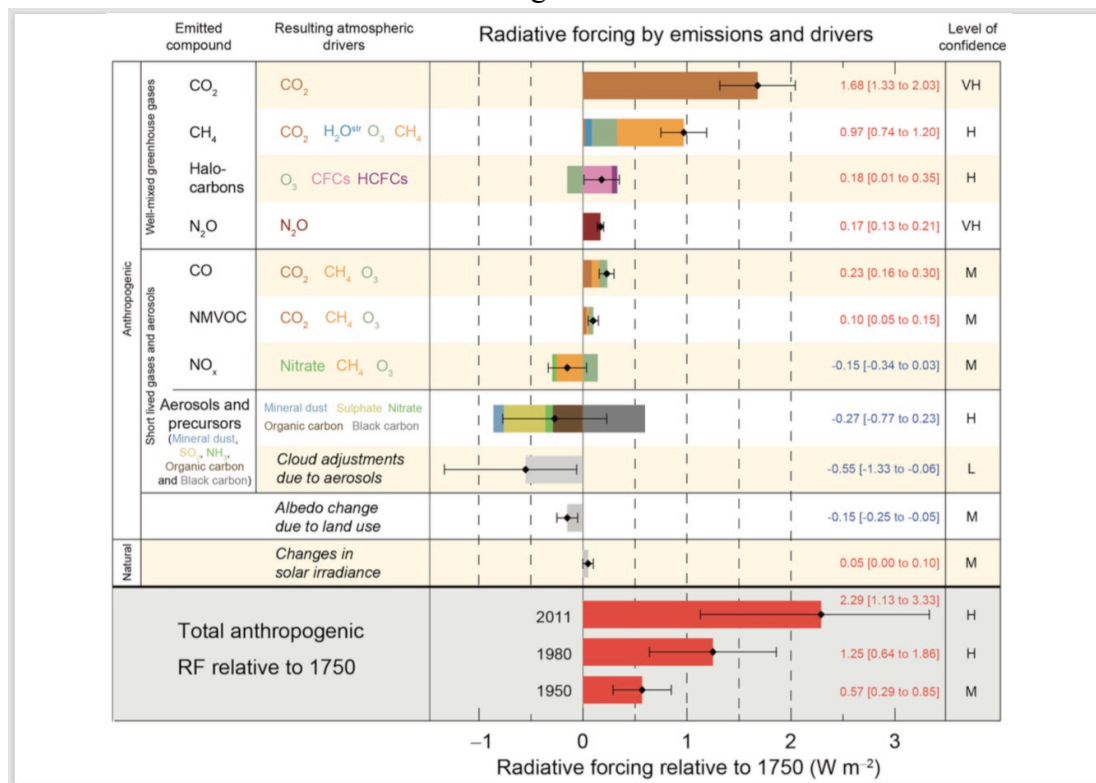 Emitted compound
Resulting atmospheric drivers
Radiative forcing by emissions and drivers
Level of confidence
Anthropogenic
Well-mixed greenhouse gases
CO₂ CO₂ 1.68 [1.33 to 2.03] VH
CH₄ CO₂ H₂Oˢᵗʳ O₃ CH₄ 0.97 [0.74 to 1.20] H
Halo-
carbons O₃ CFCs HCFCs 0.18 [0.01 to 0.35] H
N₂O N₂O 0.17 [0.13 to 0.21] VH
Short lived gases and aerosols
CO CO₂ CH₄ O₃ 0.23 [0.16 to 0.30] M
NMVOC CO₂ CH₄ O₃ 0.10 [0.05 to 0.15] M
NOₓ Nitrate CH₄ O₃ -0.15 [-0.34 to 0.03] M
Aerosols and
precursors
(Mineral dust,
SO₂, NH₃,
Organic carbon
and Black carbon)
Mineral dust Sulphate Nitrate
Organic carbon Black carbon
-0.27 [-0.77 to 0.23] H
Cloud adjustments
due to aerosols
-0.55 [-1.33 to -0.06] L
Albedo change
due to land use
-0.15 [-0.25 to -0.05] M
Natural
Changes in
solar irradiance
0.05 [0.00 to 0.10] M
Total anthropogenic
RF relative to 1750
2011 2.29 [1.13 to 3.33] H
1980 1.25 [0.64 to 1.86] H
1950 0.57 [0.29 to 0.85] M
−1 0 1 2 3
Radiative forcing relative to 1750 (W m⁻²)